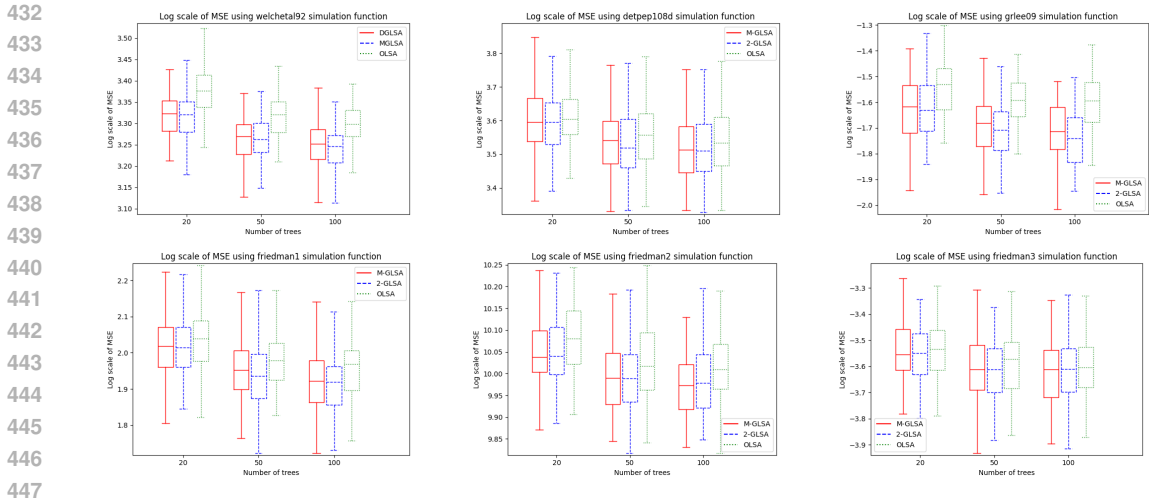 432
433
434
435
436
437
438
439
440
441
442
443
444
445
446
447
Log scale of MSE using welchetal92 simulation function
Log scale of MSE
3.50
3.45
3.40
3.35
3.30
3.25
3.20
3.15
3.10
DGLSA
MGLSA
OLSA
20
50
100
Number of trees
Log scale of MSE using detpep108d simulation function
Log scale of MSE
3.8
3.7
3.6
3.5
3.4
M-GLSA
2-GLSA
OLSA
20
50
100
Number of trees
Log scale of MSE using grlee09 simulation function
Log scale of MSE
−1.3
−1.4
−1.5
−1.6
−1.7
−1.8
−1.9
−2.0
M-GLSA
2-GLSA
OLSA
20
50
100
Number of trees
Log scale of MSE using friedman1 simulation function
Log scale of MSE
2.2
2.1
2.0
1.9
1.8
M-GLSA
2-GLSA
OLSA
20
50
100
Number of trees
Log scale of MSE using friedman2 simulation function
Log scale of MSE
10.25
10.20
10.15
10.10
10.05
10.00
9.95
9.90
9.85
M-GLSA
2-GLSA
OLSA
20
50
100
Number of trees
Log scale of MSE using friedman3 simulation function
Log scale of MSE
−3.3
−3.4
−3.5
−3.6
−3.7
−3.8
−3.9
M-GLSA
2-GLSA
OLSA
20
50
100
Number of trees